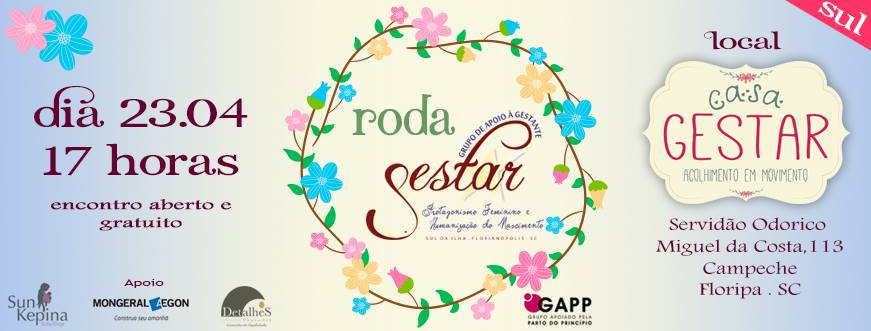 dia 23.04
17 horas
encontro aberto e
gratuito
Apoio
Sun
Kepina
MONGERAL AEGON
Construa seu amanhã
Detalhes
roda
GRUPO DE APOIO À GESTANTE
Gestar
Protagonismo Feminino e
Humanização do Nascimento
SUL DA ILHA-FLORIANÓPOLIS, SC
GAPP
GRUPO APOIADO PELA
PARTO DO PRINCÍPIO
sul
local
casa
GESTAR
ACOLHIMENTO EM MOVIMENTO
Servidão Odorico
Miguel da Costa,113
Campeche
Floripa . SC